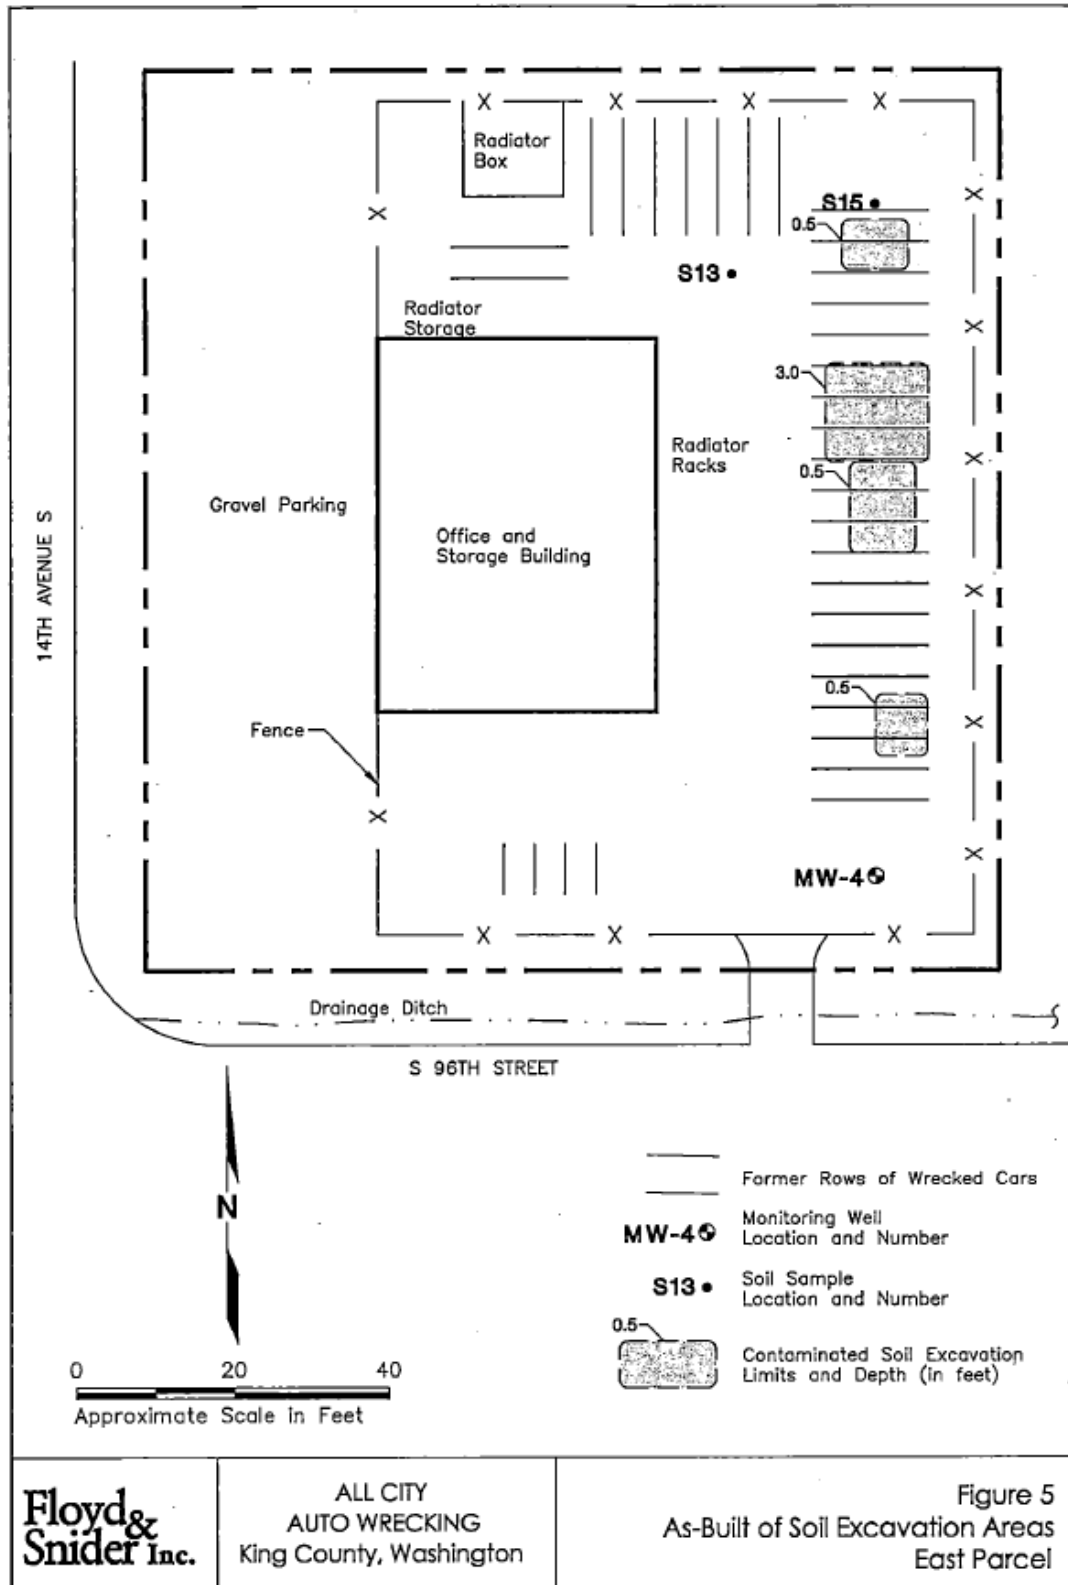 Radiator
Box
S15
0.5
S13
Radiator
Storage
3.0
Radiator
Racks
0.5
Gravel Parking
Office and
Storage Building
14TH AVENUE S
0.5
Fence
MW-4
Drainage Ditch
S 96TH STREET
N
Former Rows of Wrecked Cars
MW-4
Monitoring Well
Location and Number
S13
Soil Sample
Location and Number
0.5
Contaminated Soil Excavation
Limits and Depth (in feet)
0 20 40
Approximate Scale in Feet
Floyd&
Snider Inc.
ALL CITY
AUTO WRECKING
King County, Washington
Figure 5
As-Built of Soil Excavation Areas
East Parcel